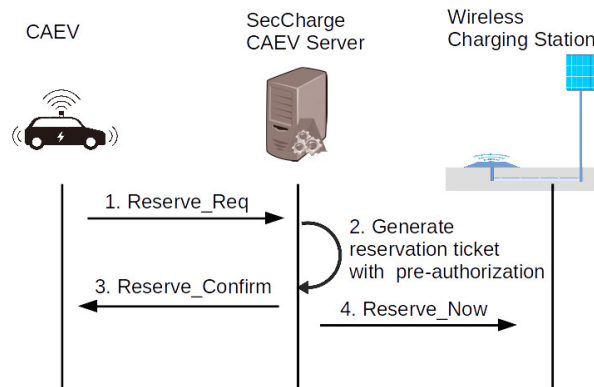 CAEV
SecCharge
CAEV Server
Wireless
Charging Station
1. Reserve_Req
2. Generate
reservation ticket
with pre-authorization
3. Reserve_Confirm
4. Reserve_Now